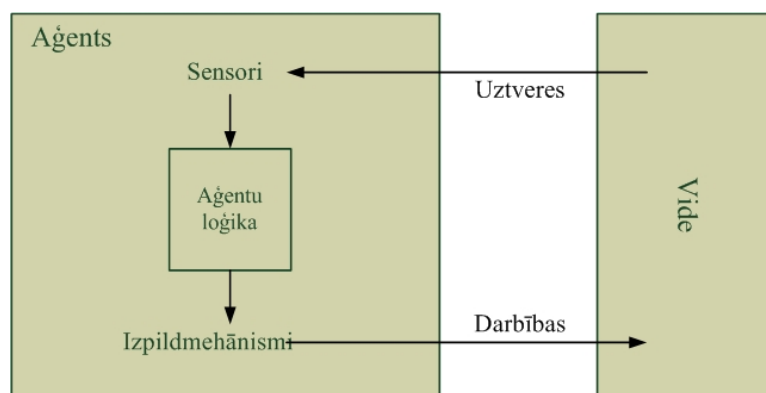 Aģents
Sensori
Uztveres
Aģentu
loģika
Vide
Izpildmehānismi
Darbības